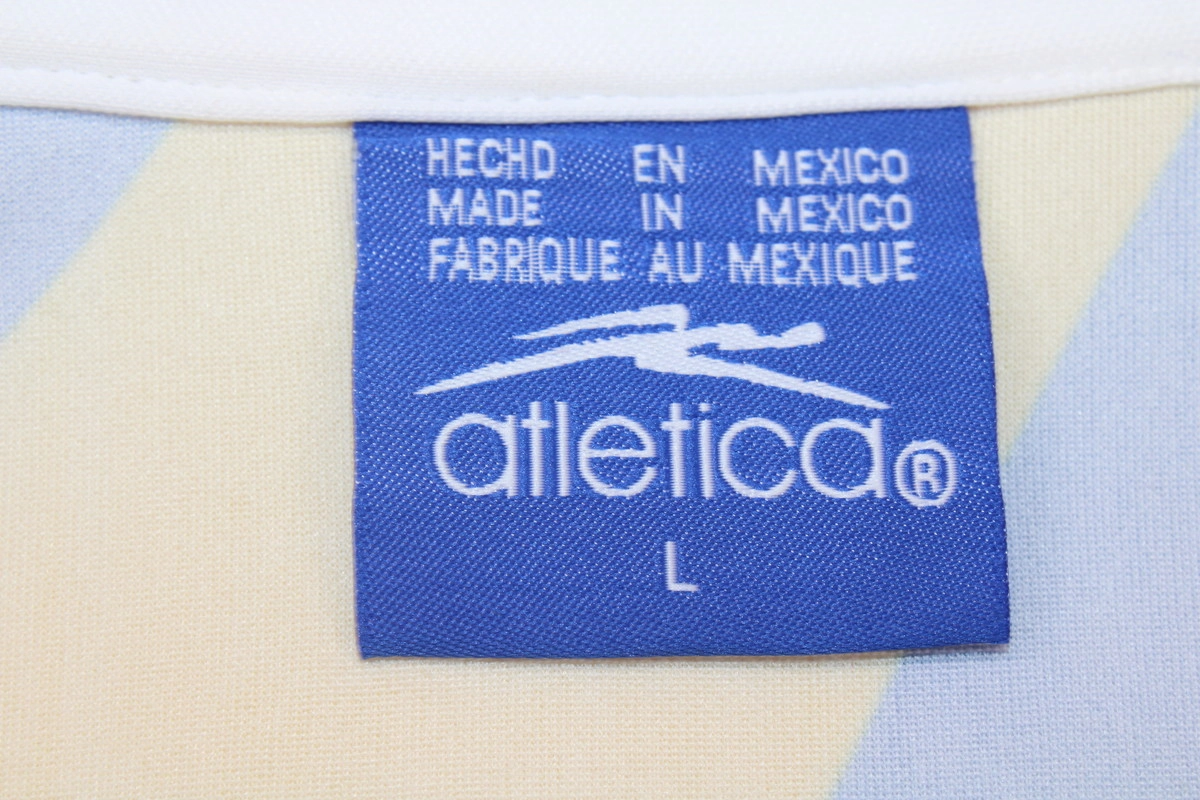 HECHD EN MEXICO
MADE IN MEXICO
FABRIQUE AU MEXIQUE
atletica®
L